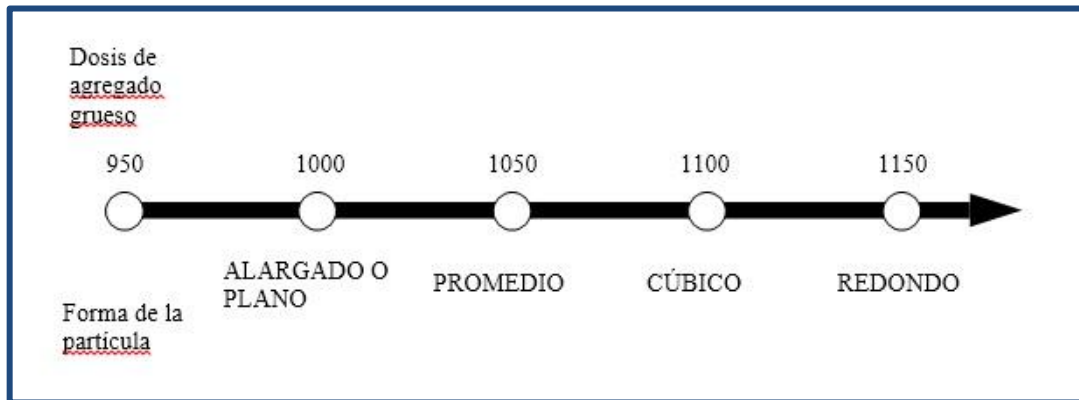 Dosis de
agregado
grueso
950 1000 1050 1100 1150
ALARGADO O
PLANO
PROMEDIO CÚBICO REDONDO
Forma de la
partícula